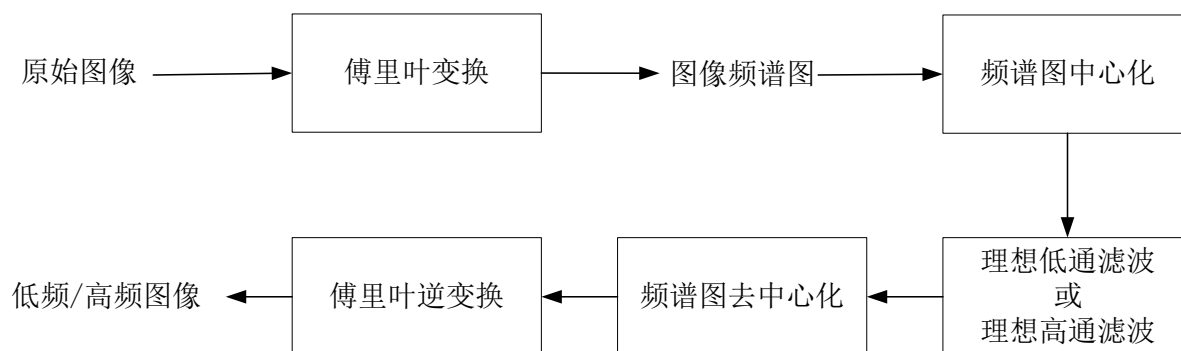 原始图像
傅里叶变换
图像频谱图
频谱图中心化
理想低通滤波
或
理想高通滤波
频谱图去中心化
傅里叶逆变换
低频/高频图像